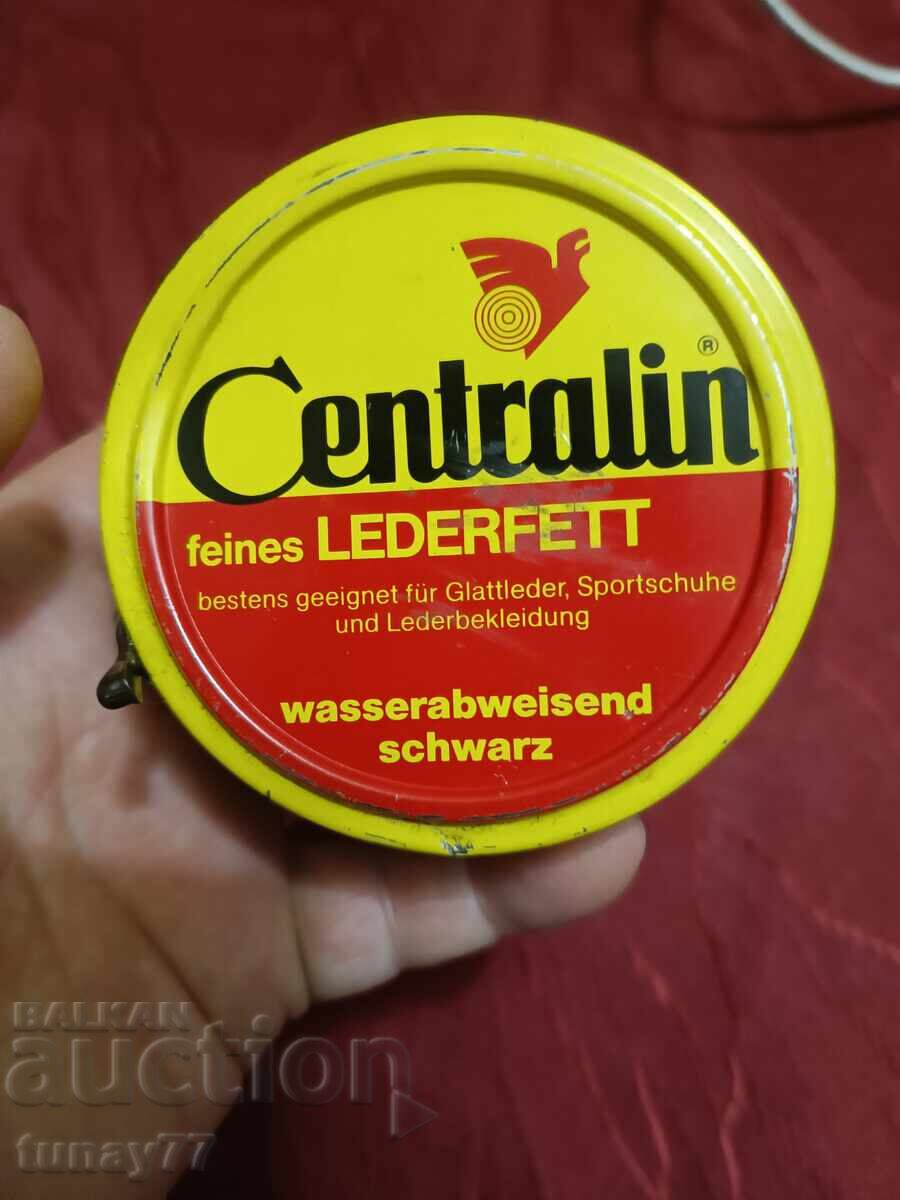 Centralin ®
feines LEDERFETT
bestens geeignet für Glattleder, Sportschuhe
und Lederbekleidung
wasserabweisend
schwarz
BALKAN
auction
tunay77